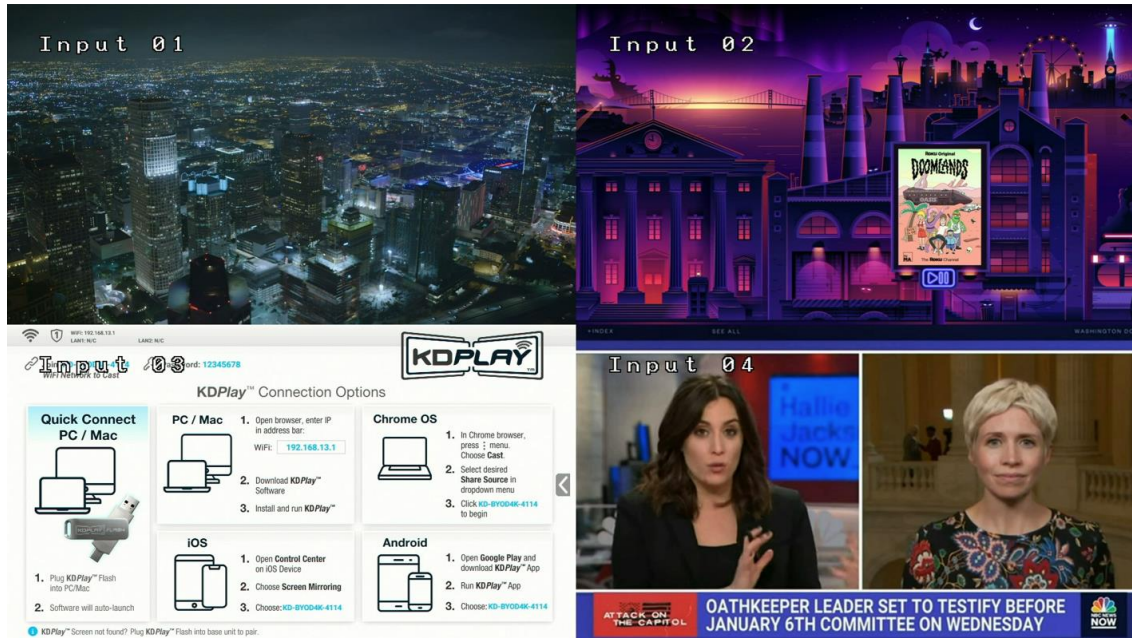 Input 01
Input 02
Roku Original
DOOMLANDS
OASIS
The Roku Channel
INDEX
SEE ALL
WASHINGTON
1
WIFI: 192.168.13.1
LAN1: N/C
LAN2: N/C
Input 03
12345678
WiFi Network to Cast
KDPLAY
KDPlay™ Connection Options
Quick Connect
PC / Mac
KDPLAY
1. Plug KDPlay™ Flash
into PC/Mac
2. Software will auto-launch
PC / Mac
1. Open browser, enter IP
in address bar:
WiFi: 192.168.13.1
2. Download KDPlay™
Software
3. Install and run KDPlay™
Chrome OS
1. In Chrome browser,
press ⋮ menu.
Choose Cast.
2. Select desired
Share Source in
dropdown menu
3. Click KD-BYOD4K-4114
to begin
iOS
1. Open Control Center
on iOS Device
2. Choose Screen Mirroring
3. Choose: KD-BYOD4K-4114
Android
1. Open Google Play and
download KDPlay™ App
2. Run KDPlay™ App
3. Choose: KD-BYOD4K-4114
KDPlay™ Screen not found? Plug KDPlay™ Flash into base unit to pair.
Input 04
Hallie
Jackson
NOW
ATTACK ON
THE CAPITOL
OATHKEEPER LEADER SET TO TESTIFY BEFORE
JANUARY 6TH COMMITTEE ON WEDNESDAY
NBC NEWS
NOW